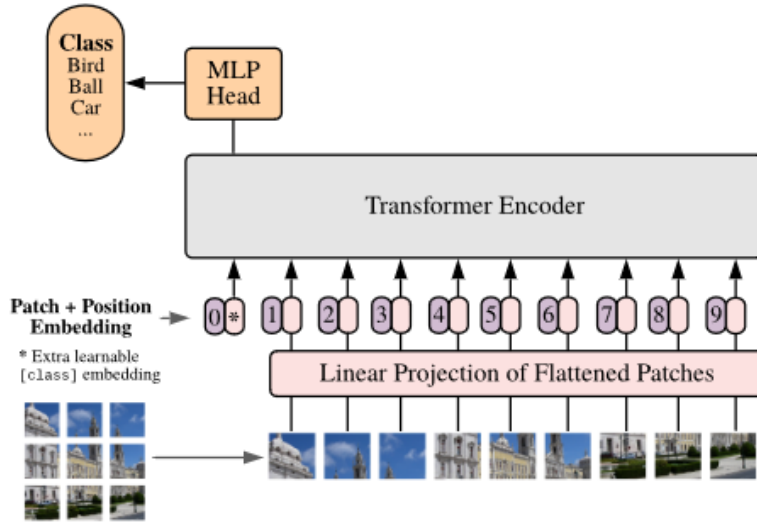 Class
Bird
Ball
Car
...
MLP
Head
Transformer Encoder
Patch + Position
Embedding
0 * 1 2 3 4 5 6 7 8 9
* Extra learnable
[class] embedding
Linear Projection of Flattened Patches